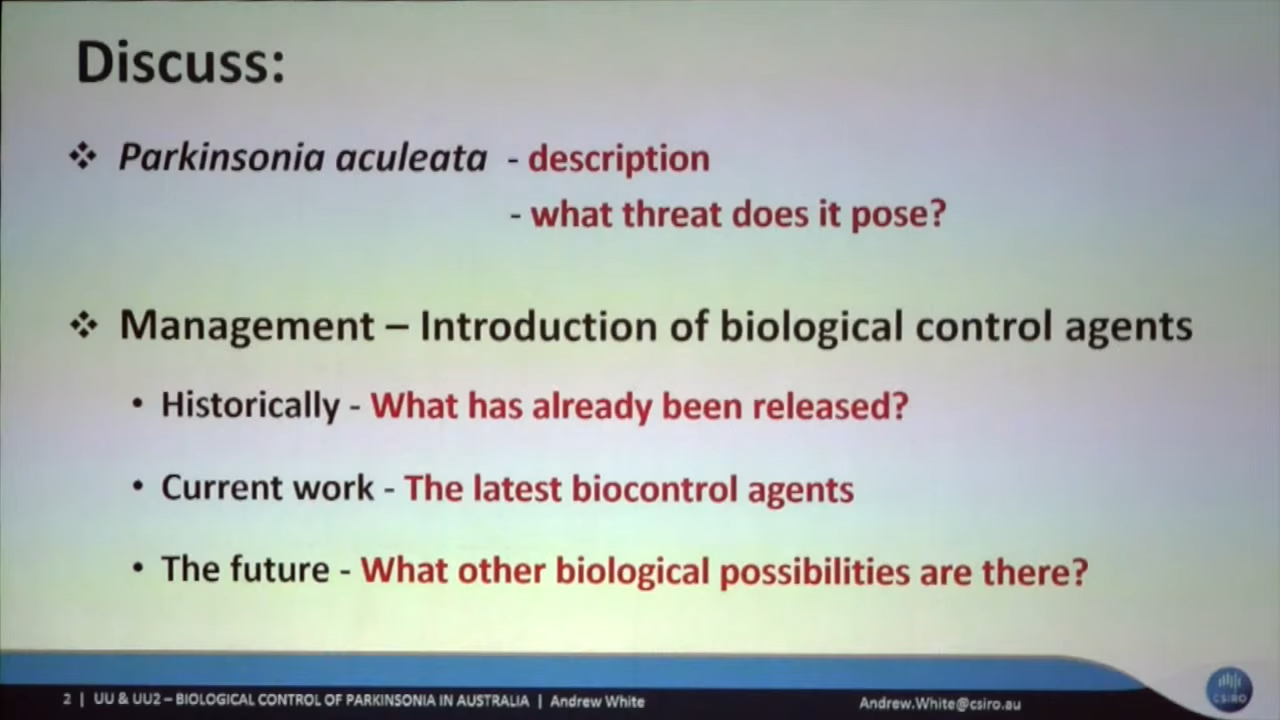 Discuss:
❖ Parkinsonia aculeata - description
- what threat does it pose?
❖ Management – Introduction of biological control agents
• Historically - What has already been released?
• Current work - The latest biocontrol agents
• The future - What other biological possibilities are there?
2 | UU & UU2 – BIOLOGICAL CONTROL OF PARKINSONIA IN AUSTRALIA | Andrew White
Andrew.White@csiro.au
CSIRO